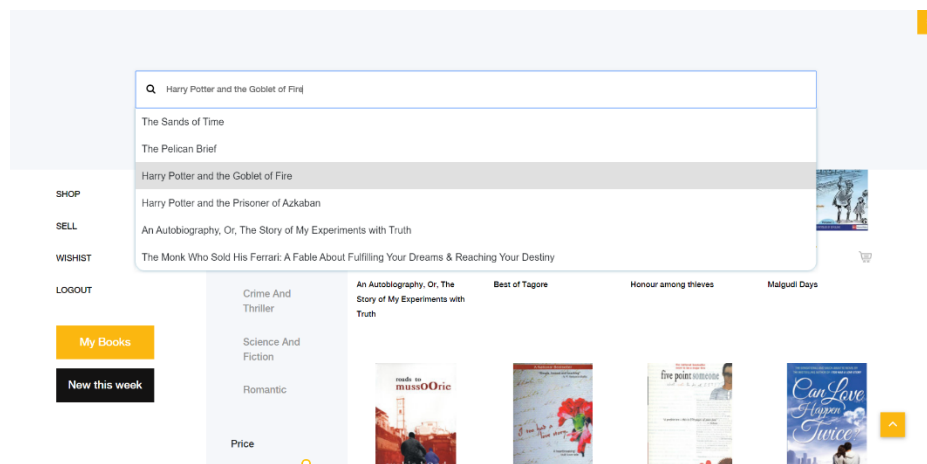 Harry Potter and the Goblet of Fire
The Sands of Time
The Pelican Brief
Harry Potter and the Goblet of Fire
Harry Potter and the Prisoner of Azkaban
An Autobiography, Or, The Story of My Experiments with Truth
The Monk Who Sold His Ferrari: A Fable About Fulfilling Your Dreams & Reaching Your Destiny
SHOP
SELL
WISHIST
LOGOUT
My Books
New this week
Crime And
Thriller
Science And
Fiction
Romantic
Price
An Autobiography, Or, The
Story of My Experiments with
Truth
Best of Tagore
Honour among thieves
Malgudi Days
roads to
mussOOrie
five point someone
Can Love
Happen
Twice?